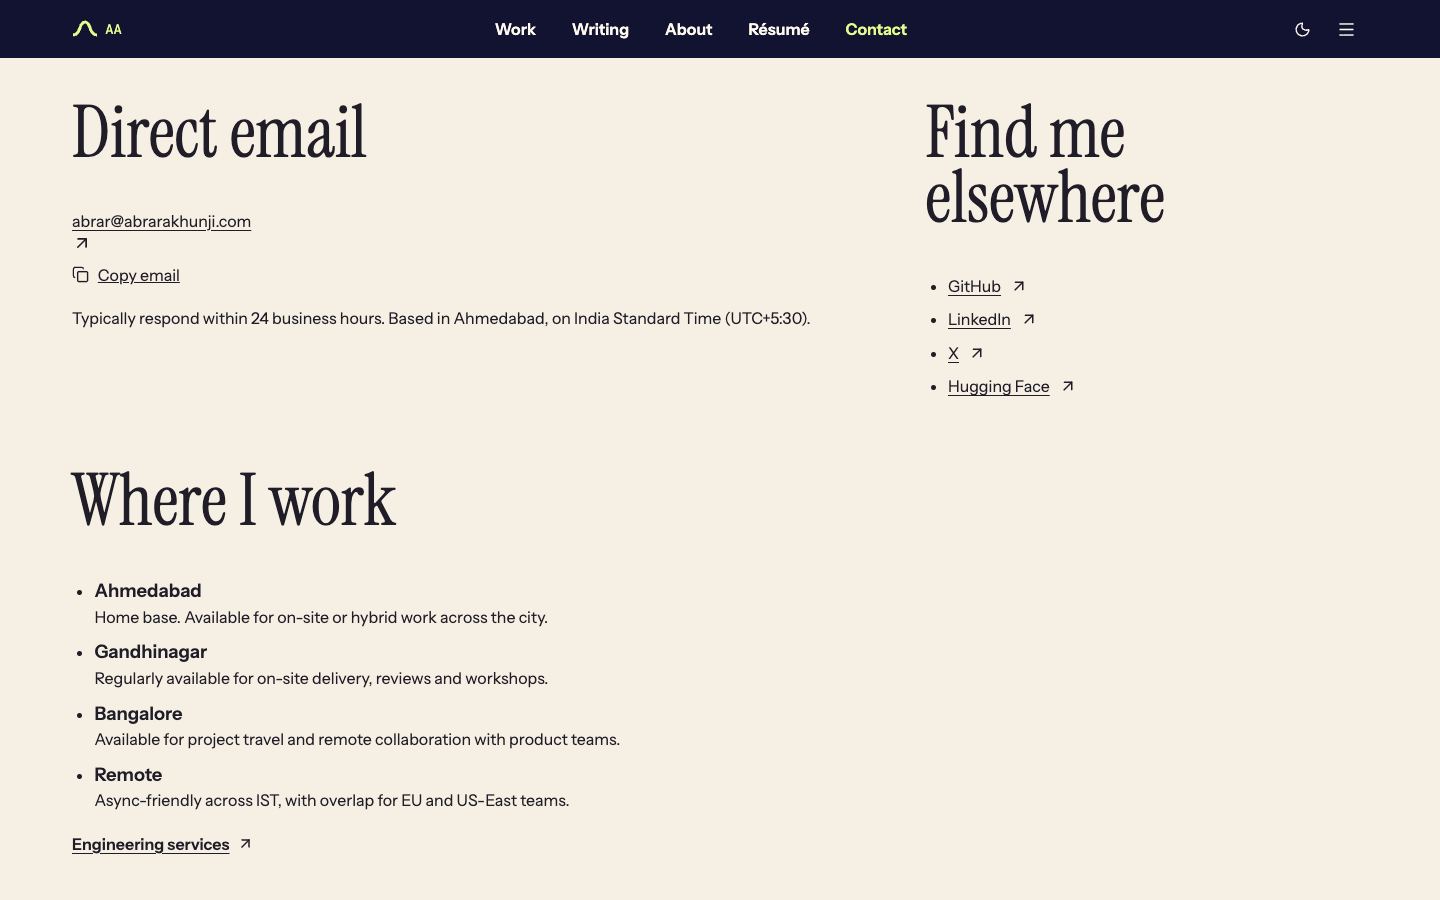 AA
Work
Writing
About
Résumé
Contact
Direct email
abrar@abrarakhunji.com
Copy email
Typically respond within 24 business hours. Based in Ahmedabad, on India Standard Time (UTC+5:30).
Find me
elsewhere
GitHub
LinkedIn
X
Hugging Face
Where I work
Ahmedabad
Home base. Available for on-site or hybrid work across the city.
Gandhinagar
Regularly available for on-site delivery, reviews and workshops.
Bangalore
Available for project travel and remote collaboration with product teams.
Remote
Async-friendly across IST, with overlap for EU and US-East teams.
Engineering services